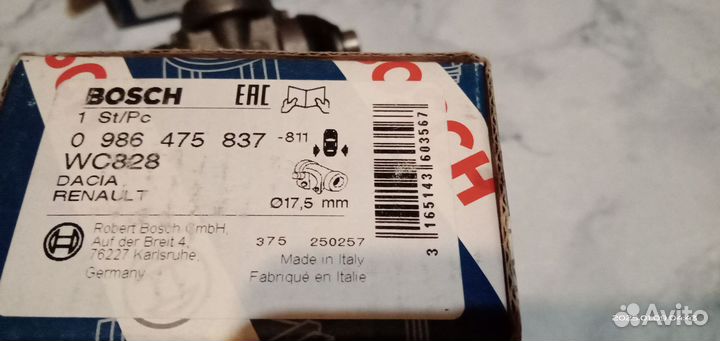 BOSCH EAC
1 St/Pc
0 986 475 837 -811
WC828
DACIA
RENAULT
Ø17,5 mm
Robert Bosch GmbH,
Auf der Breit 4,
76227 Karlsruhe,
Germany
375 250257
Made in Italy
Fabriqué en Italie
3 165143 603567
SCH
Avito